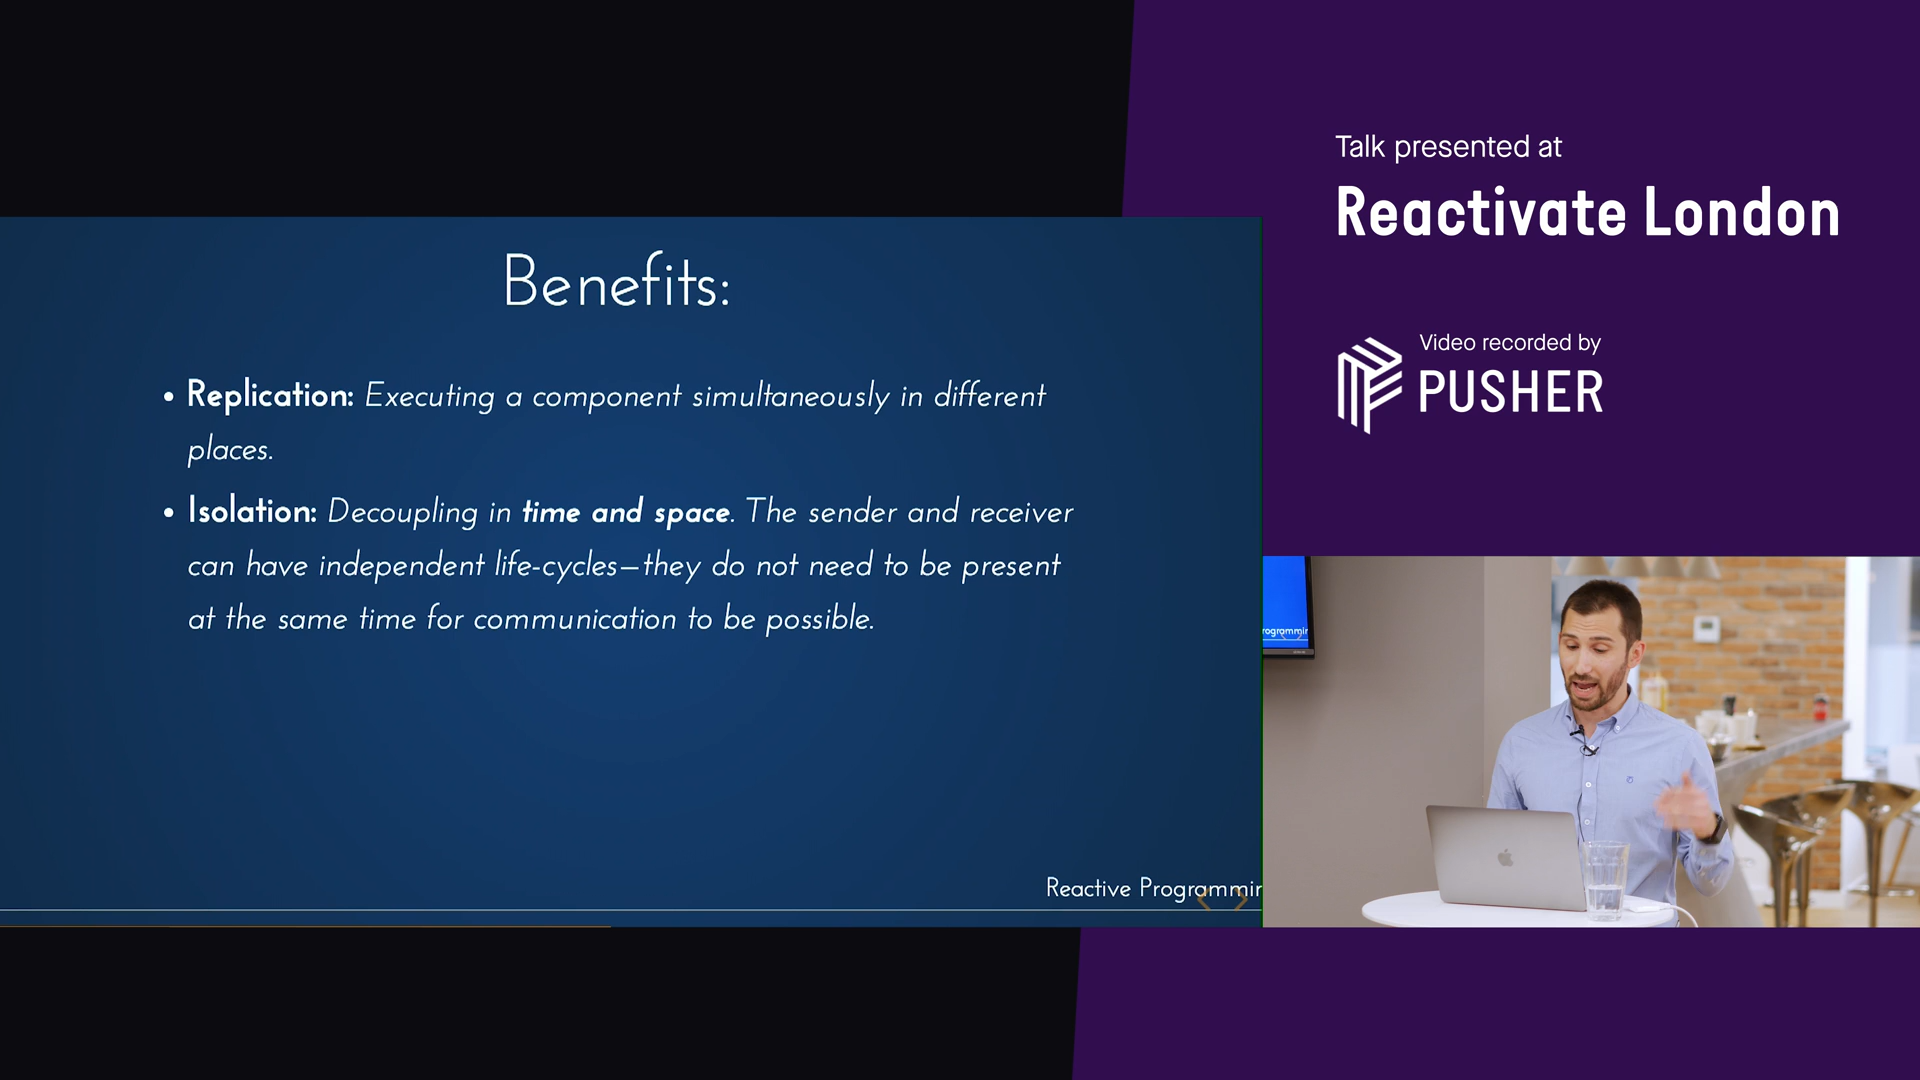 Talk presented at
Reactivate London
Video recorded by
PUSHER
Benefits:
• Replication: Executing a component simultaneously in different
places.
• Isolation: Decoupling in time and space. The sender and receiver
can have independent life-cycles—they do not need to be present
at the same time for communication to be possible.
Reactive Programmin
rogrammin